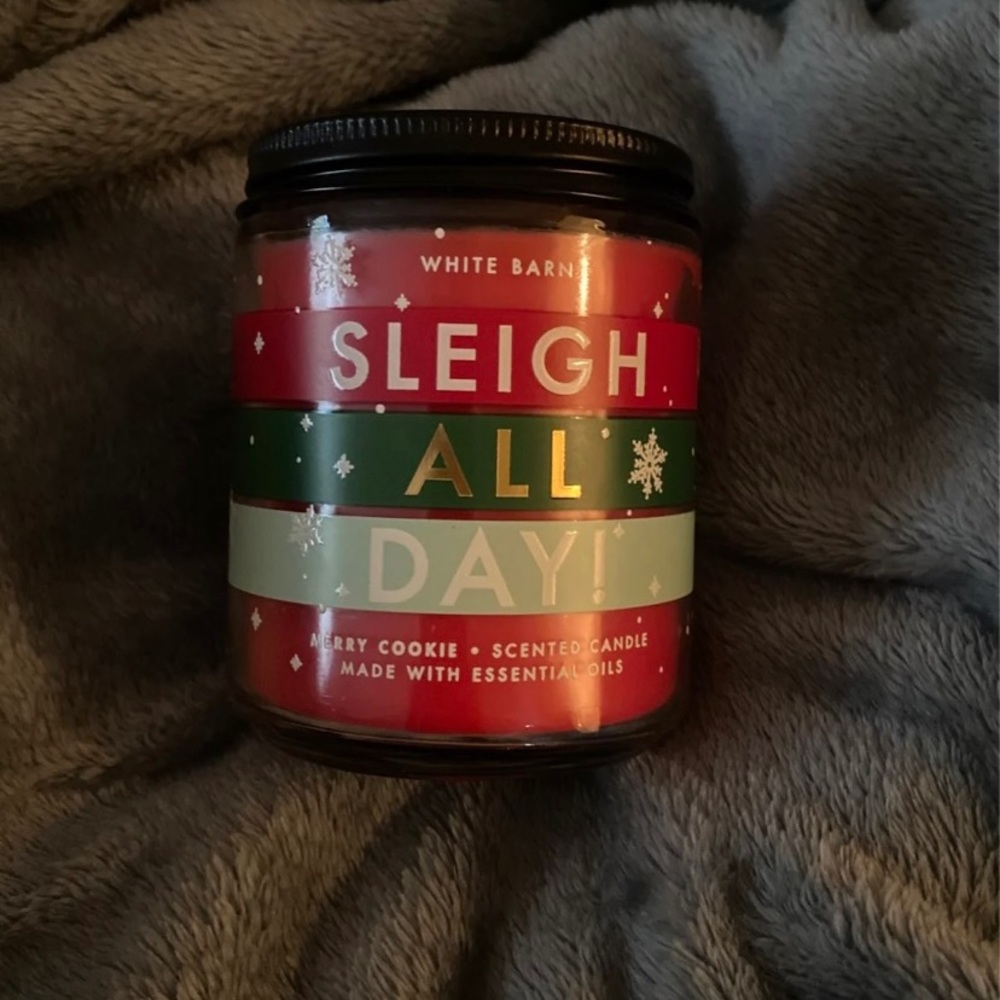 WHITE BARN
SLEIGH
ALL
DAY!
MERRY COOKIE • SCENTED CANDLE
MADE WITH ESSENTIAL OILS